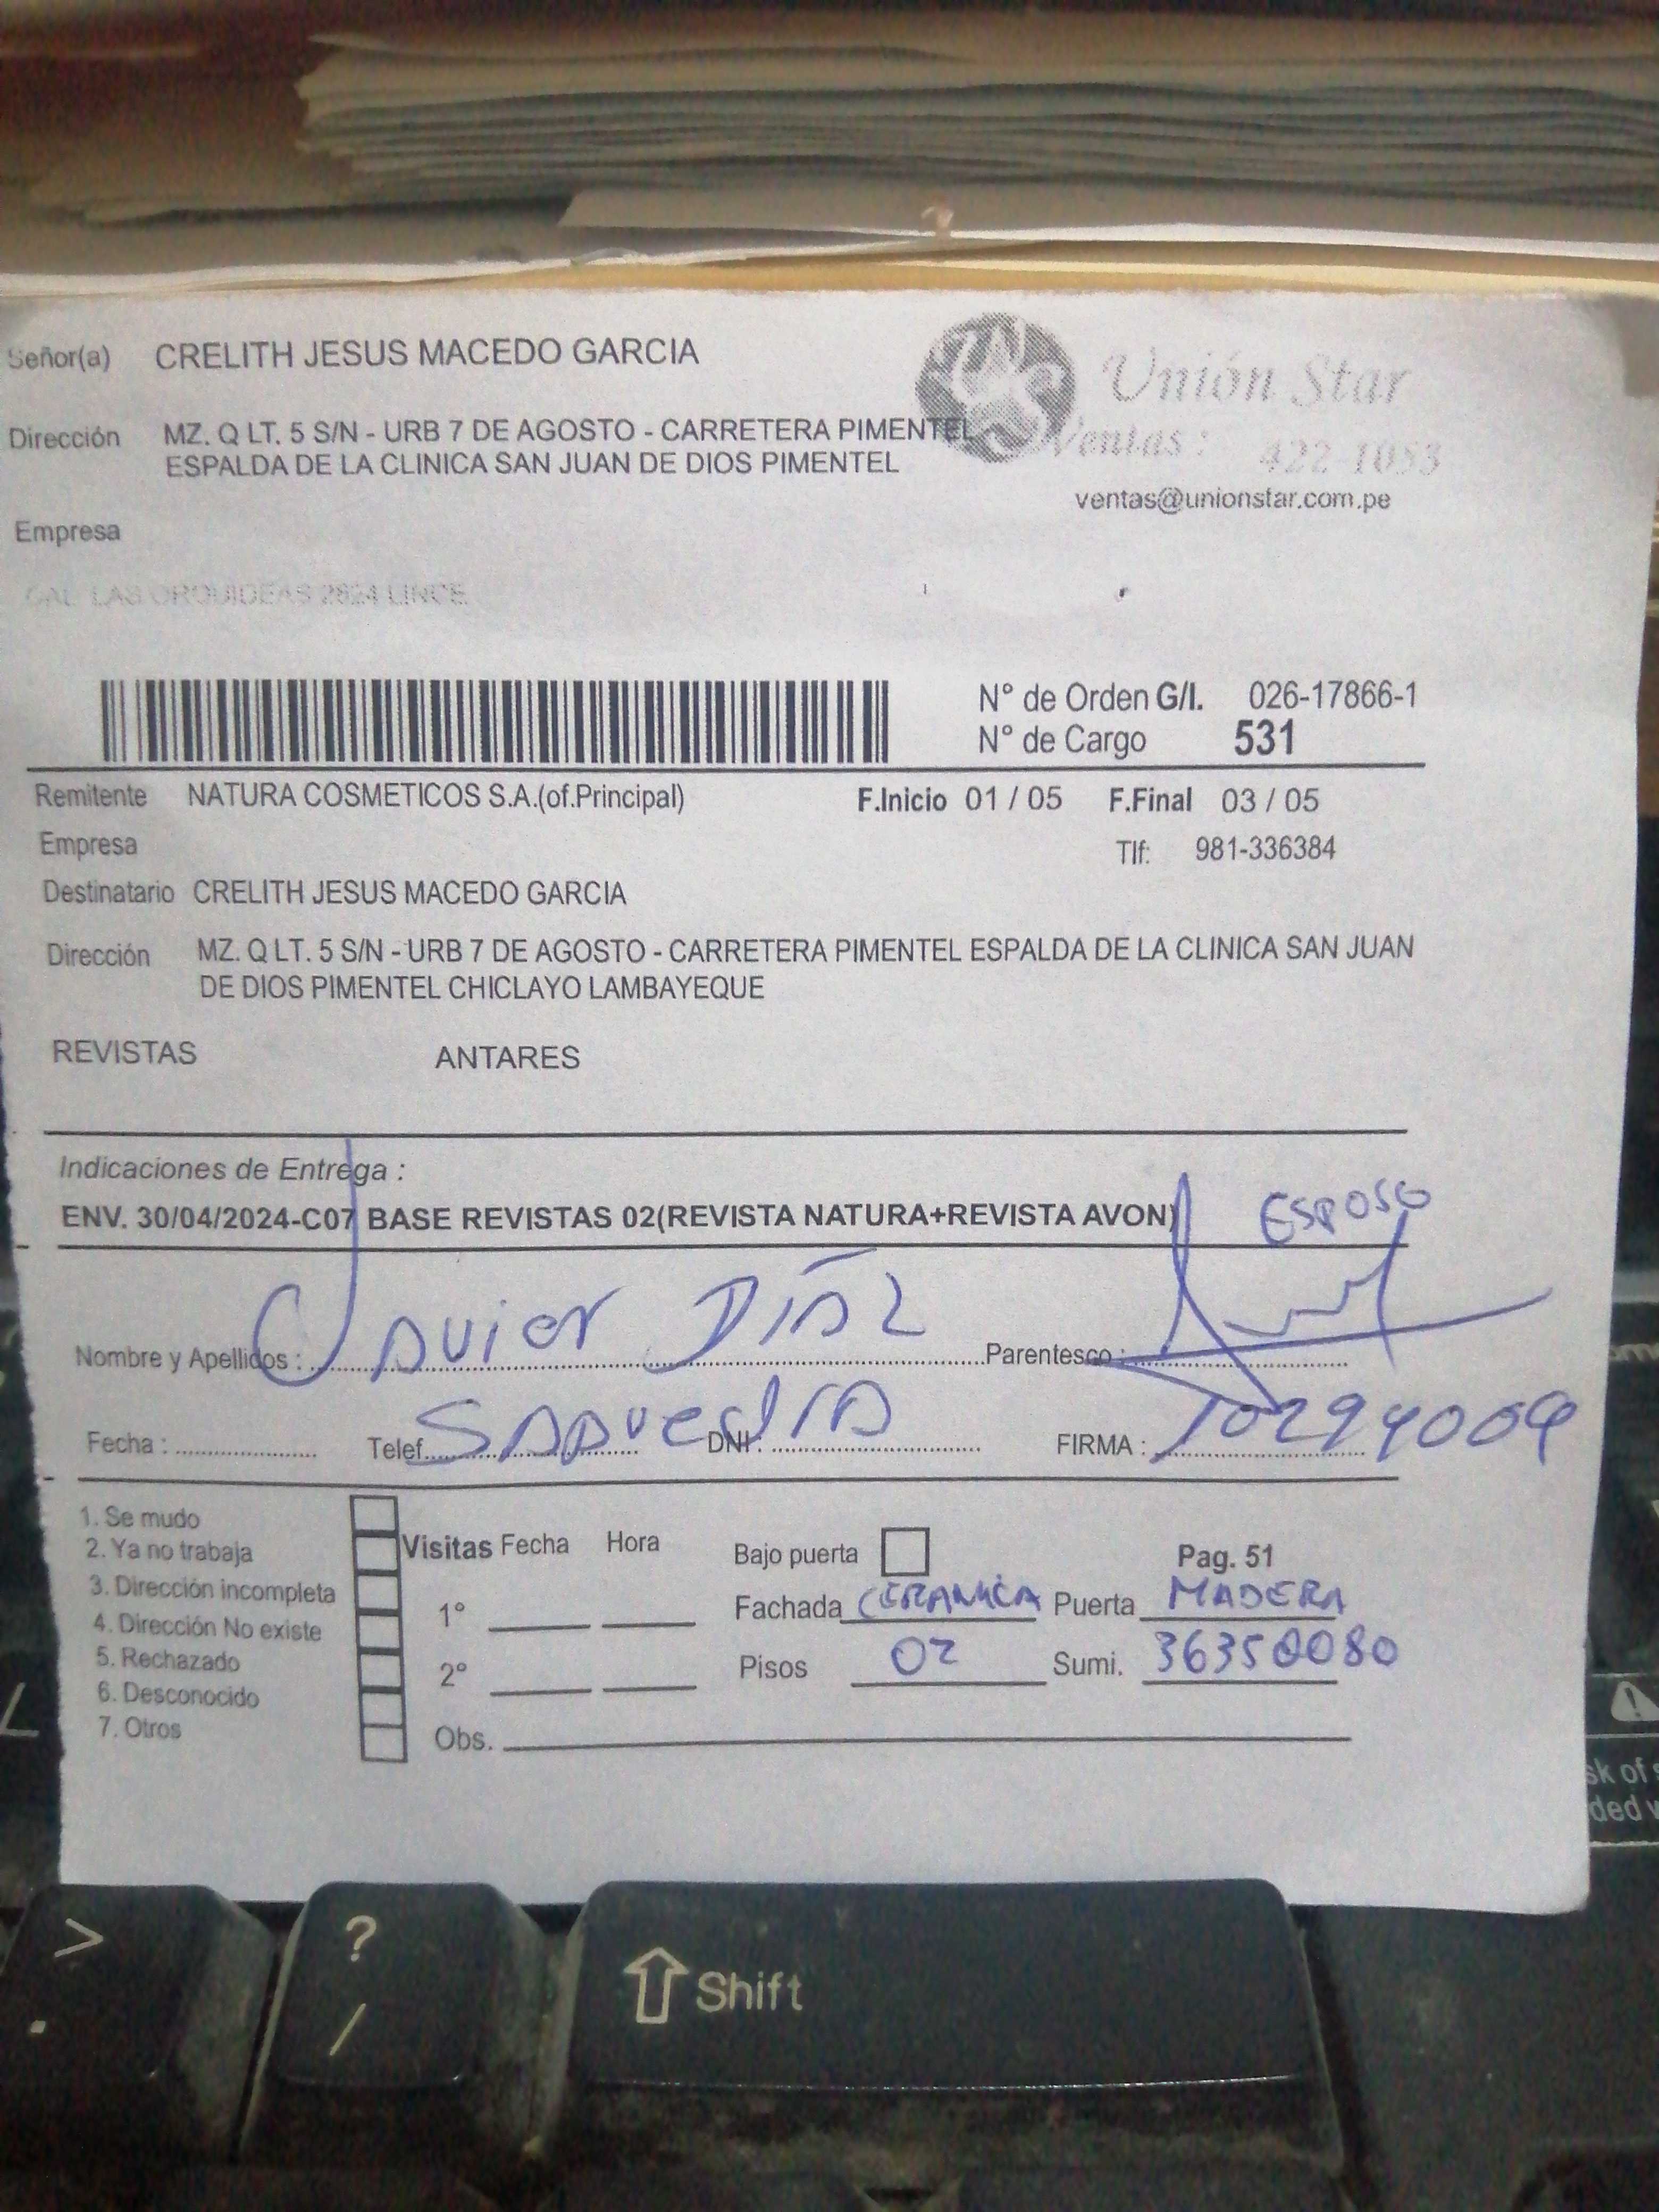 Señor(a) CRELITH JESUS MACEDO GARCIA
Unión Star
Dirección MZ. Q LT. 5 S/N - URB 7 DE AGOSTO - CARRETERA PIMENTEL
ESPALDA DE LA CLINICA SAN JUAN DE DIOS PIMENTEL
Ventas: 422-1053
ventas@unionstar.com.pe
Empresa
CAL LAS ORQUIDEAS 2624 LINCE
N° de Orden G/I. 026-17866-1
N° de Cargo 531
Remitente NATURA COSMETICOS S.A.(of.Principal) F.Inicio 01 / 05 F.Final 03 / 05
Empresa Tlf: 981-336384
Destinatario CRELITH JESUS MACEDO GARCIA
Dirección MZ. Q LT. 5 S/N - URB 7 DE AGOSTO - CARRETERA PIMENTEL ESPALDA DE LA CLINICA SAN JUAN
DE DIOS PIMENTEL CHICLAYO LAMBAYEQUE
REVISTAS ANTARES
Indicaciones de Entrega :
ENV. 30/04/2024-C07 BASE REVISTAS 02(REVISTA NATURA+REVISTA AVON) ESPOSO
Nombre y Apellidos : Javier Díaz Parentesco :
Fecha : Telef. DNI : FIRMA :
1. Se mudo
2. Ya no trabaja
3. Dirección incompleta
4. Dirección No existe
5. Rechazado
6. Desconocido
7. Otros
Visitas Fecha Hora
1°
2°
Bajo puerta Pag. 51
Fachada CERAMICA Puerta MADERA
Pisos 02 Sumi. 36350080
Obs.
>
.
?
/
Shift